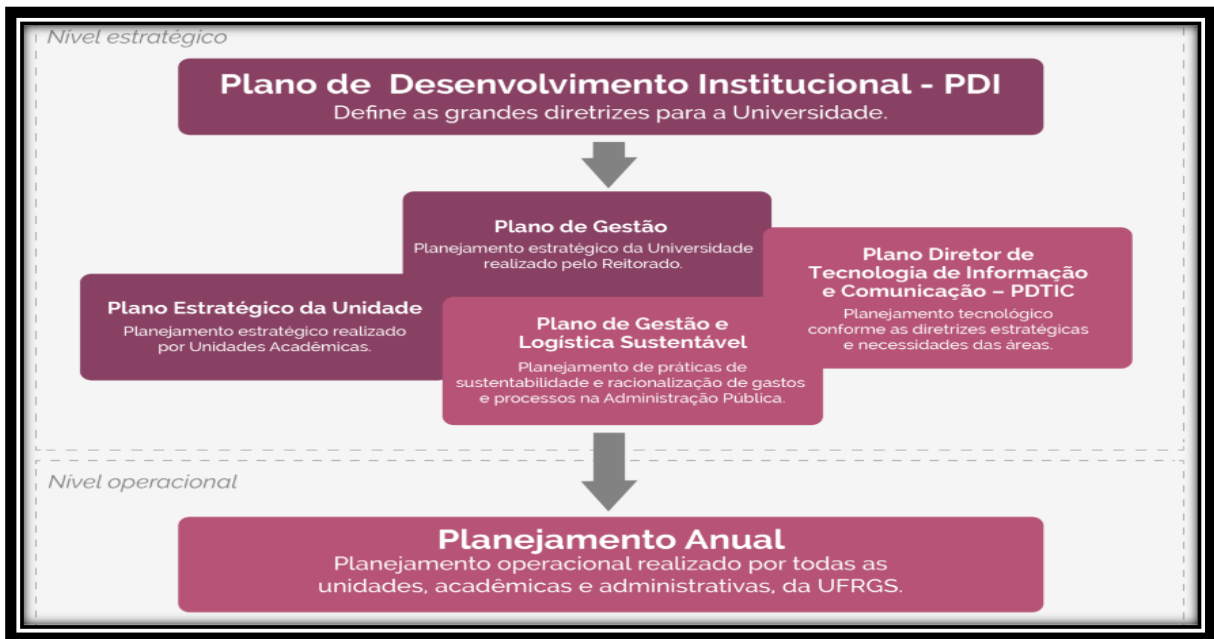 Nível estratégico
Plano de Desenvolvimento Institucional - PDI
Define as grandes diretrizes para a Universidade.
Plano de Gestão
Planejamento estratégico da Universidade
realizado pelo Reitorado.
Plano Diretor de
Tecnologia de Informação
e Comunicação – PDTIC
Planejamento tecnológico
conforme as diretrizes estratégicas
e necessidades das áreas.
Plano Estratégico da Unidade
Planejamento estratégico realizado
por Unidades Acadêmicas.
Plano de Gestão e
Logística Sustentável
Planejamento de práticas de
sustentabilidade e racionalização de gastos
e processos na Administração Pública.
Nível operacional
Planejamento Anual
Planejamento operacional realizado por todas as
unidades, acadêmicas e administrativas, da UFRGS.